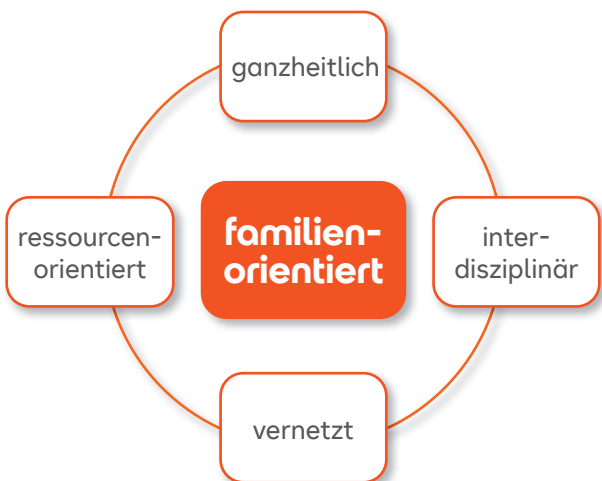 ganzheitlich
ressourcen-
orientiert
familien-
orientiert
inter-
disziplinär
vernetzt